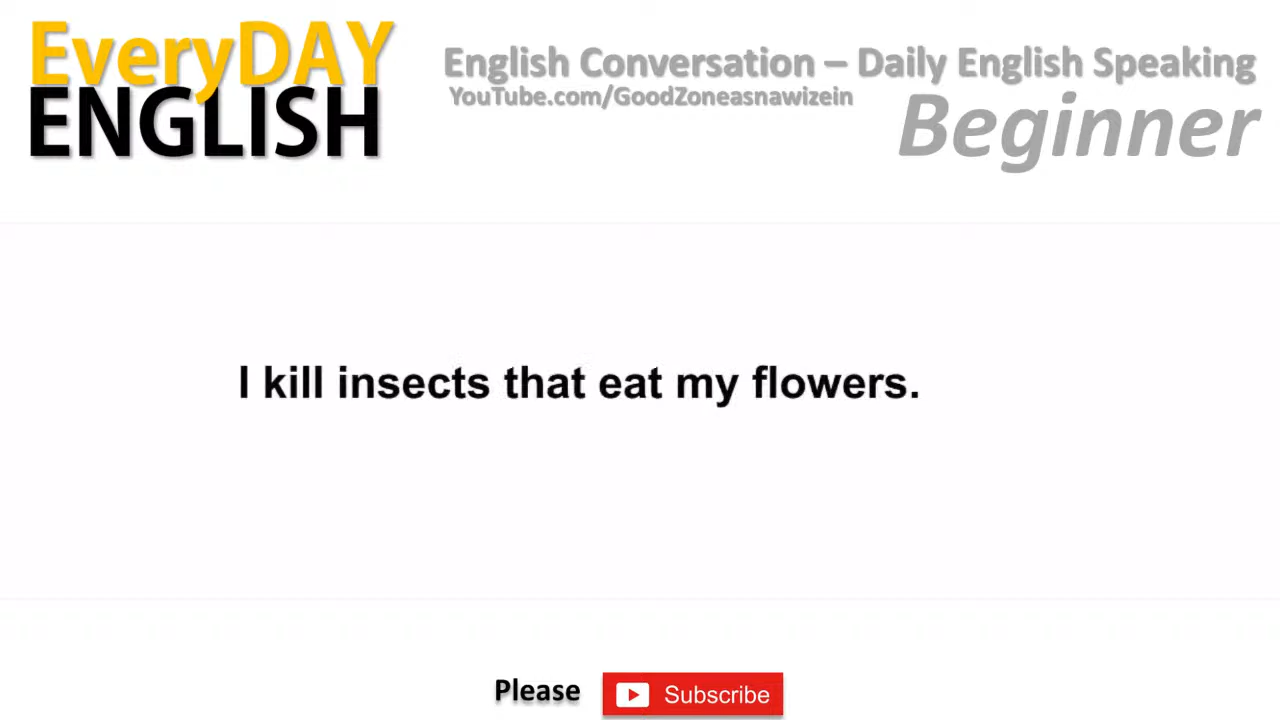 EveryDAY
ENGLISH
English Conversation – Daily English Speaking
YouTube.com/GoodZoneasnawizein
Beginner
I kill insects that eat my flowers.
Please
Subscribe